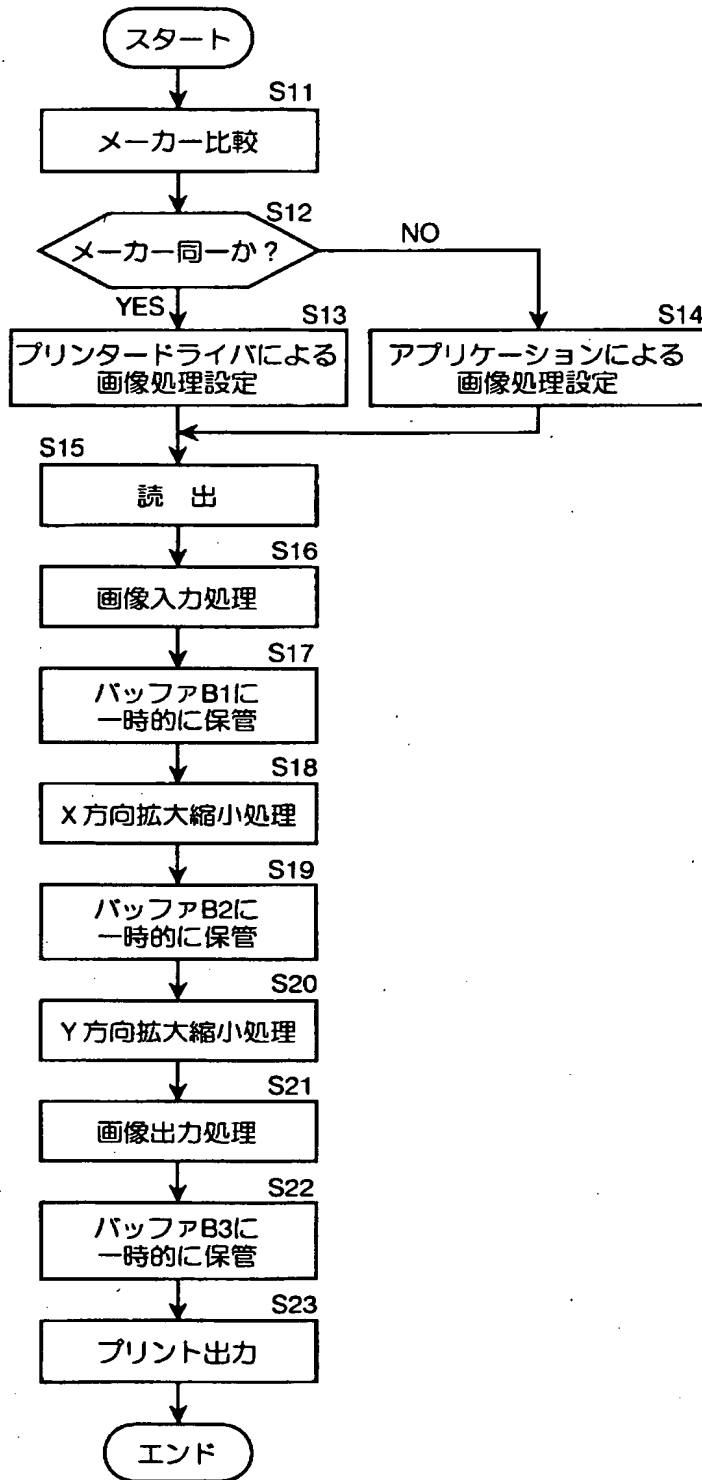 スタート
S11
メーカー比較
S12
メーカー同一か?
NO
YES
S13
プリンタードライバによる
画像処理設定
S14
アプリケーションによる
画像処理設定
S15
読 出
S16
画像入力処理
S17
バッファB1に
一時的に保管
S18
X方向拡大縮小処理
S19
バッファB2に
一時的に保管
S20
Y方向拡大縮小処理
S21
画像出力処理
S22
バッファB3に
一時的に保管
S23
プリント出力
エンド